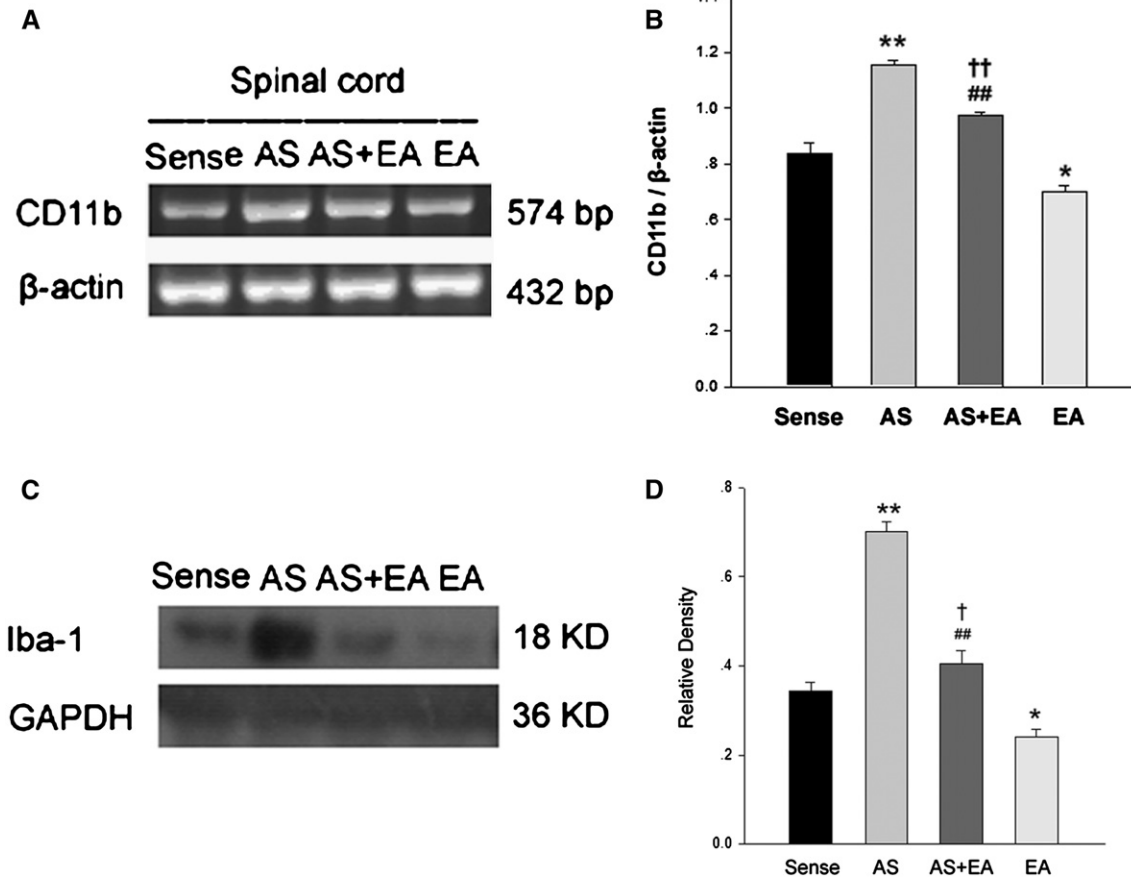 A
Spinal cord
Sense AS AS+EA EA
CD11b 574 bp
β-actin 432 bp
B
CD11b / β-actin
1.2
1.0
.8
.6
.4
.2
0.0
**
††
##
*
Sense AS AS+EA EA
C
Sense AS AS+EA EA
Iba-1 18 KD
GAPDH 36 KD
D
Relative Density
.8
.6
.4
.2
0.0
**
†
##
*
Sense AS AS+EA EA